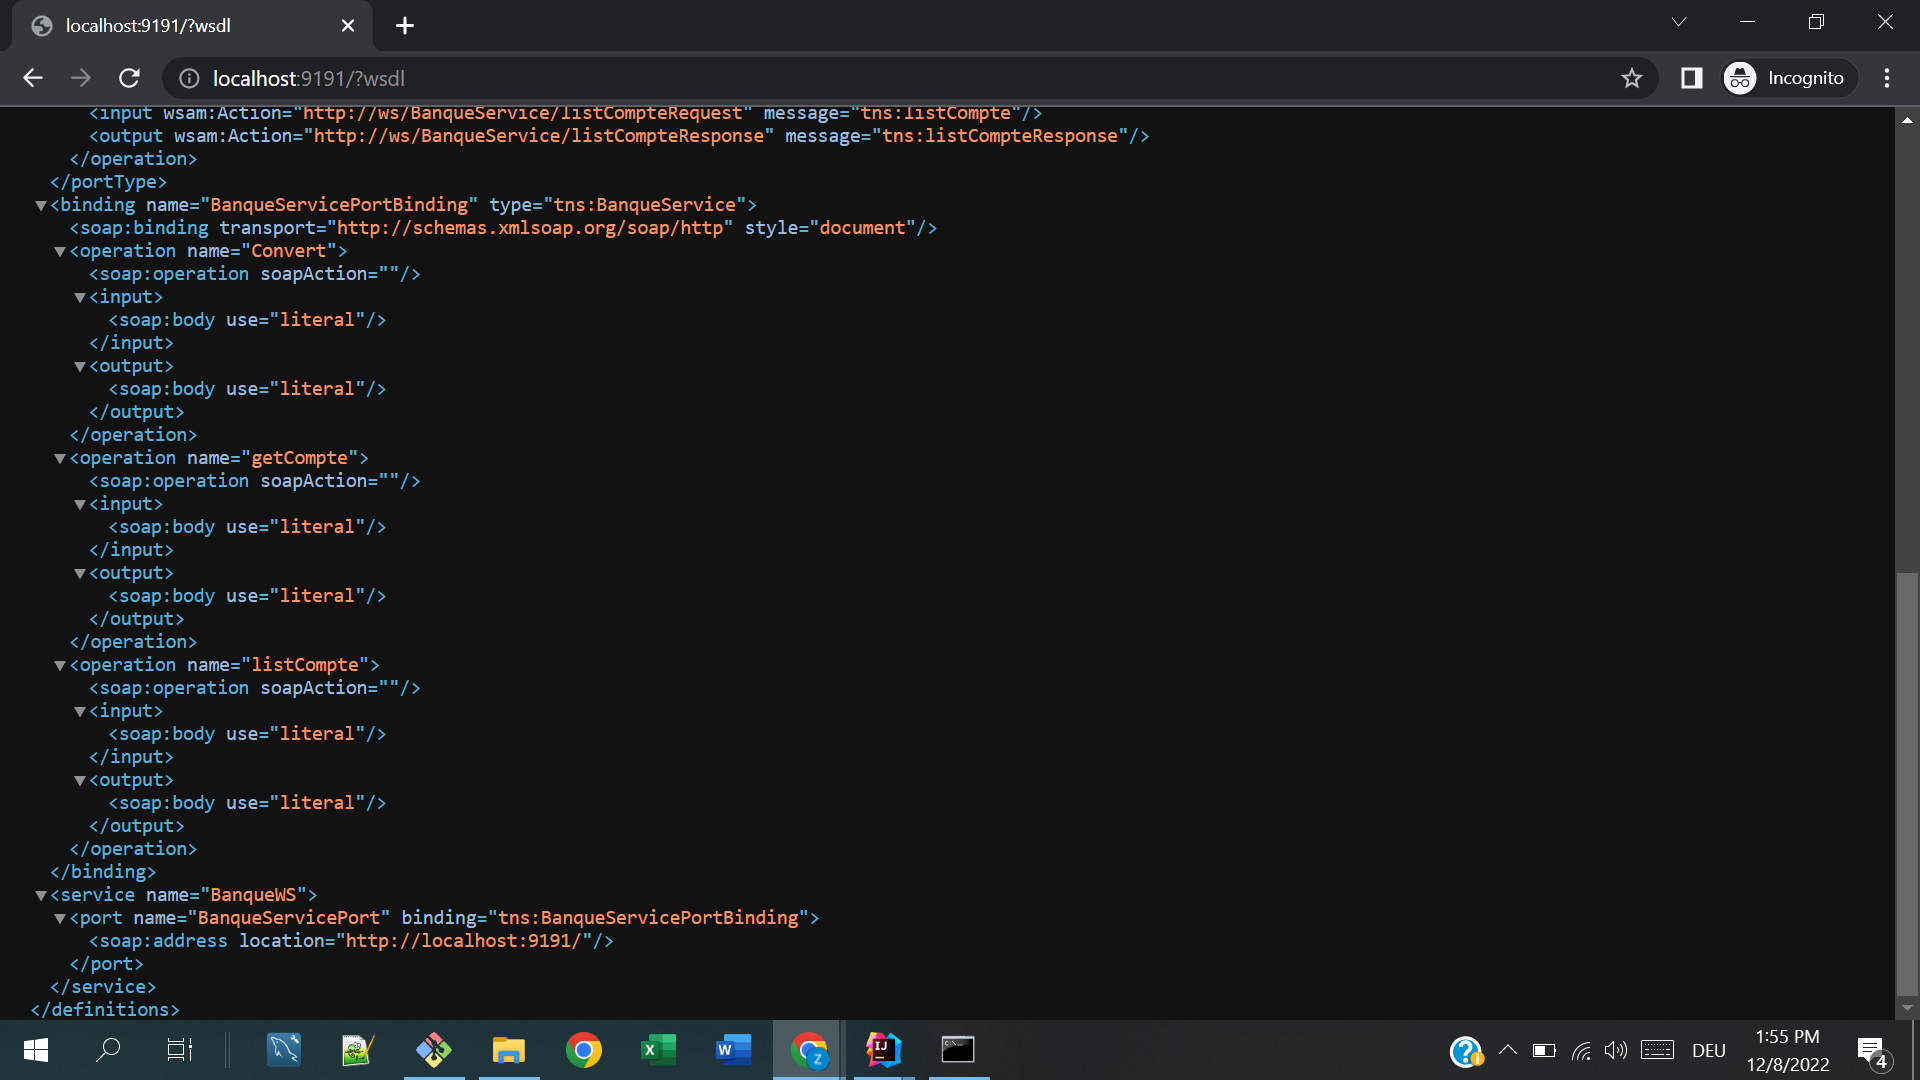 localhost:9191/?wsdl
localhost:9191/?wsdl
Incognito
<input wsam:Action="http://ws/BanqueService/listCompteRequest" message="tns:listCompte"/>
<output wsam:Action="http://ws/BanqueService/listCompteResponse" message="tns:listCompteResponse"/>
</operation>
</portType>
▼<binding name="BanqueServicePortBinding" type="tns:BanqueService">
<soap:binding transport="http://schemas.xmlsoap.org/soap/http" style="document"/>
▼<operation name="Convert">
<soap:operation soapAction=""/>
▼<input>
<soap:body use="literal"/>
</input>
▼<output>
<soap:body use="literal"/>
</output>
</operation>
▼<operation name="getCompte">
<soap:operation soapAction=""/>
▼<input>
<soap:body use="literal"/>
</input>
▼<output>
<soap:body use="literal"/>
</output>
</operation>
▼<operation name="listCompte">
<soap:operation soapAction=""/>
▼<input>
<soap:body use="literal"/>
</input>
▼<output>
<soap:body use="literal"/>
</output>
</operation>
</binding>
▼<service name="BanqueWS">
▼<port name="BanqueServicePort" binding="tns:BanqueServicePortBinding">
<soap:address location="http://localhost:9191/"/>
</port>
</service>
</definitions>
DEU
1:55 PM
12/8/2022
4